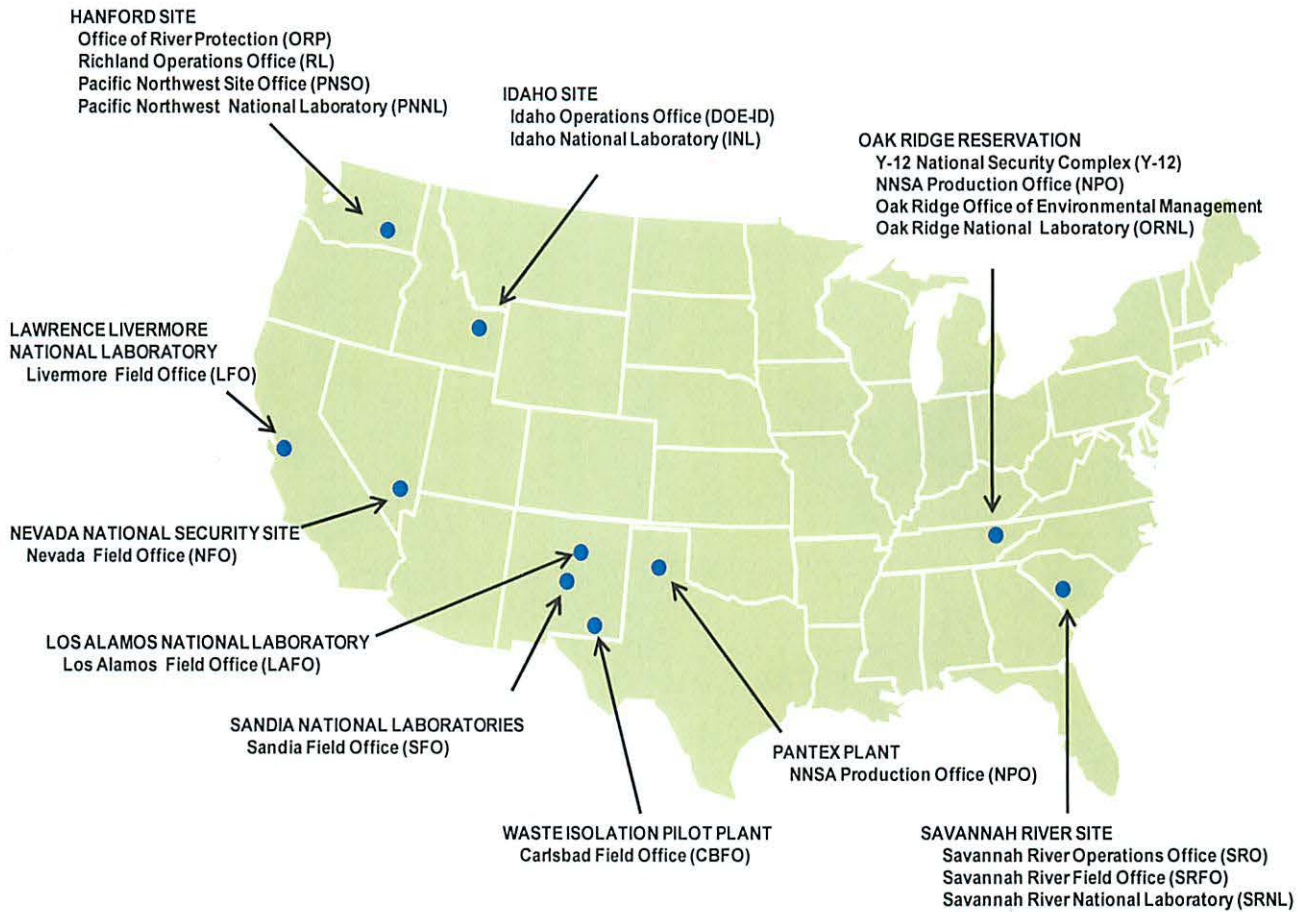 HANFORD SITE
Office of River Protection (ORP)
Richland Operations Office (RL)
Pacific Northwest Site Office (PNSO)
Pacific Northwest National Laboratory (PNNL)
IDAHO SITE
Idaho Operations Office (DOE-ID)
Idaho National Laboratory (INL)
OAK RIDGE RESERVATION
Y-12 National Security Complex (Y-12)
NNSA Production Office (NPO)
Oak Ridge Office of Environmental Management
Oak Ridge National Laboratory (ORNL)
LAWRENCE LIVERMORE
NATIONAL LABORATORY
Livermore Field Office (LFO)
NEVADA NATIONAL SECURITY SITE
Nevada Field Office (NFO)
LOS ALAMOS NATIONAL LABORATORY
Los Alamos Field Office (LAFO)
SANDIA NATIONAL LABORATORIES
Sandia Field Office (SFO)
PANTEX PLANT
NNSA Production Office (NPO)
WASTE ISOLATION PILOT PLANT
Carlsbad Field Office (CBFO)
SAVANNAH RIVER SITE
Savannah River Operations Office (SRO)
Savannah River Field Office (SRFO)
Savannah River National Laboratory (SRNL)